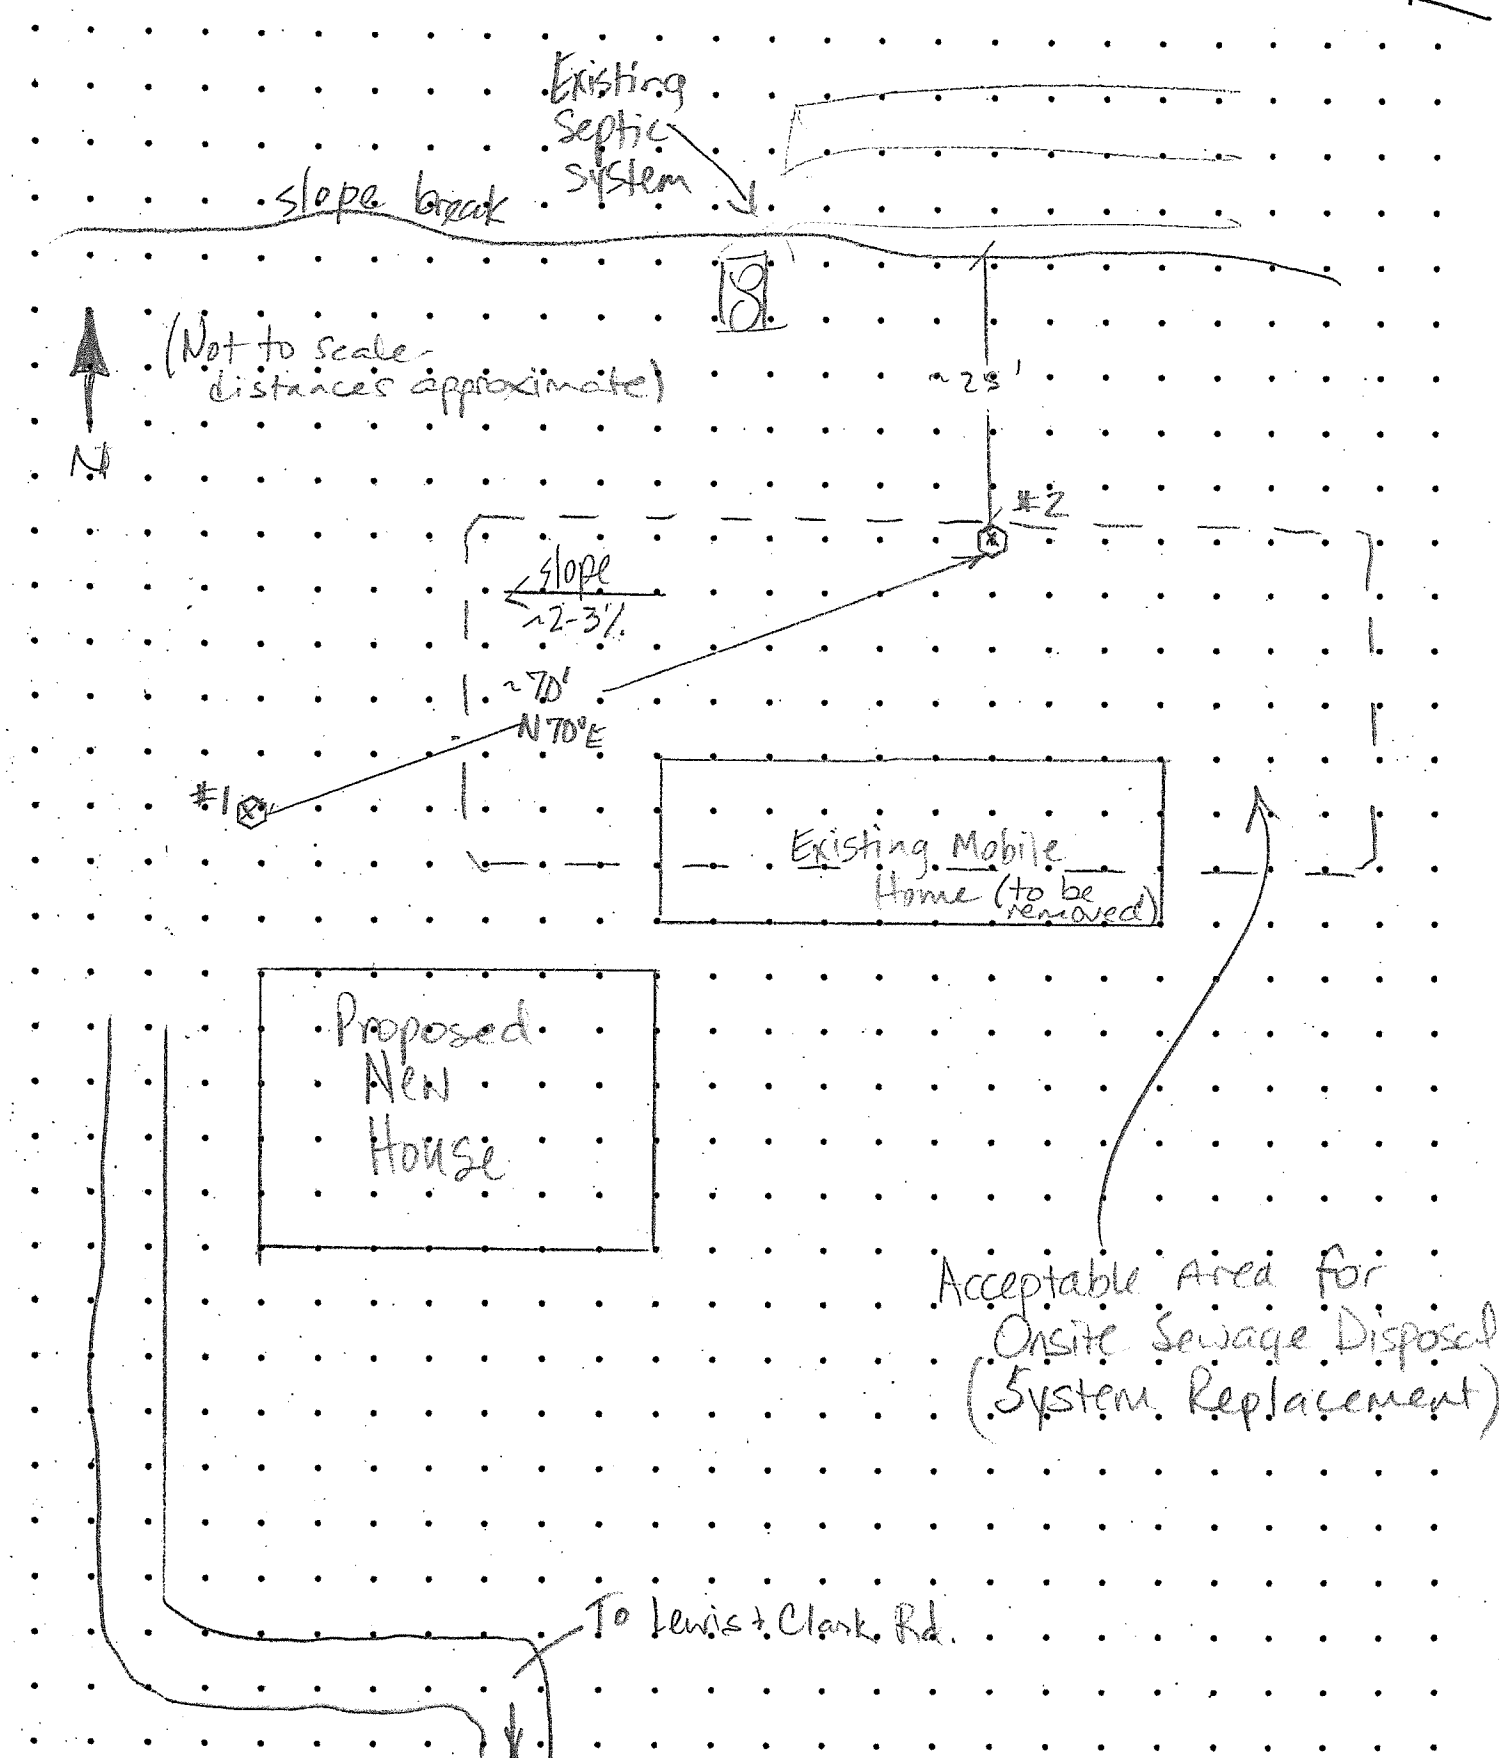 Existing
Septic
System
slope break
(Not to scale-
distances approximate)
N
~25'
#2
slope
~2-3%
~70'
N70°E
#1
Existing Mobile
Home (to be
removed)
Proposed
New
House
Acceptable Area for
Onsite Sewage Disposal
(System Replacement)
To Lewis & Clark Rd.